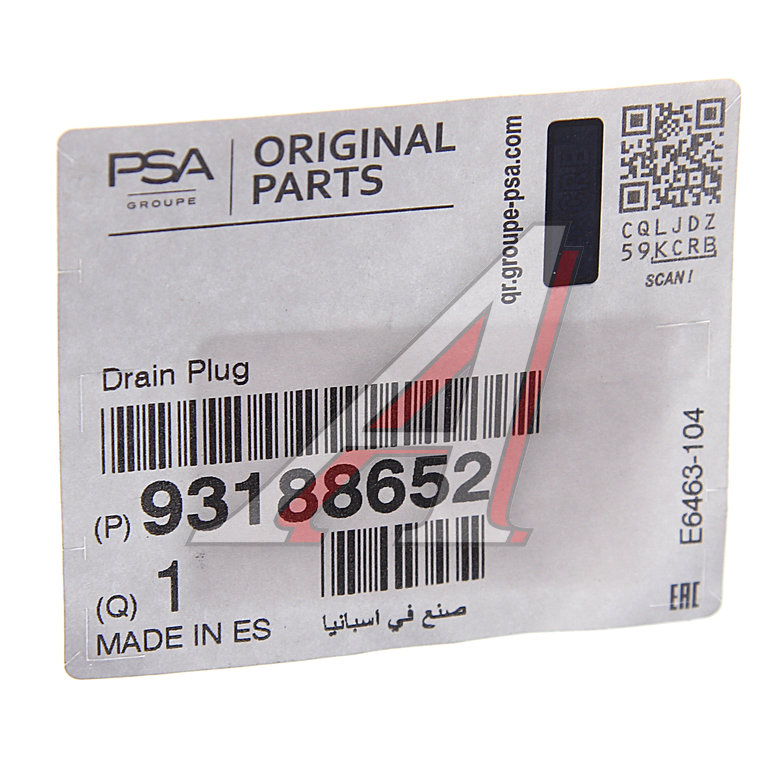 PSA
GROUPE
ORIGINAL
PARTS
qr.groupe-psa.com
CQLJDZ
59KCRB
SCAN!
Drain Plug
(P) 93188652
(Q) 1
MADE IN ES
صنع في اسبانيا
E6463-104
EAC